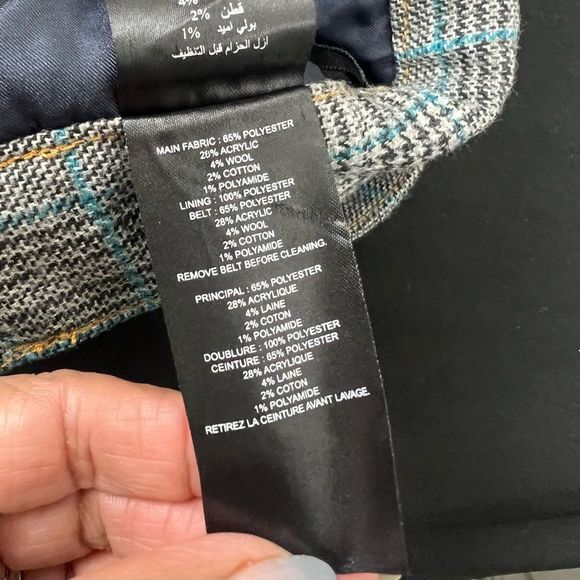 4%
قطن 2%
بولي أميد 1%
أزل الحزام قبل التنظيف
MAIN FABRIC : 65% POLYESTER
28% ACRYLIC
4% WOOL
2% COTTON
1% POLYAMIDE
LINING : 100% POLYESTER
BELT : 65% POLYESTER
28% ACRYLIC
4% WOOL
2% COTTON
1% POLYAMIDE
REMOVE BELT BEFORE CLEANING.
PRINCIPAL : 65% POLYESTER
28% ACRYLIQUE
4% LAINE
2% COTON
1% POLYAMIDE
DOUBLURE : 100% POLYESTER
CEINTURE : 65% POLYESTER
28% ACRYLIQUE
4% LAINE
2% COTON
1% POLYAMIDE
RETIREZ LA CEINTURE AVANT LAVAGE.